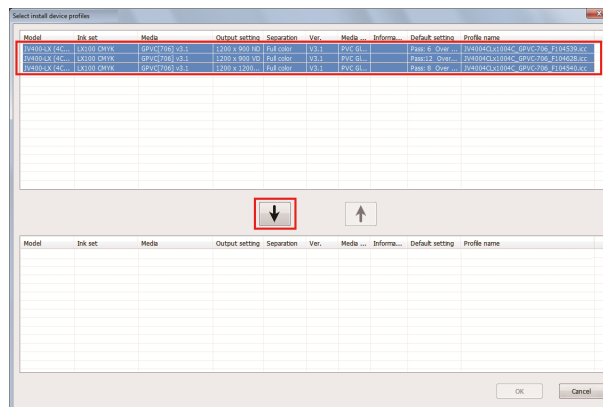 Select install device profiles
Model Ink set Media Output setting Separation Ver. Media ... Informa... Default setting Profile name
JV400-LX (4C... LX100 CMYK GPVC[706] v3.1 1200 x 900 ND Full color V3.1 PVC Gl... Pass: 6 Over ... JV4004CLx1004C_GPVC-706_F104539.icc
JV400-LX (4C... LX100 CMYK GPVC[706] v3.1 1200 x 900 VD Full color V3.1 PVC Gl... Pass:12 Over... JV4004CLx1004C_GPVC-706_F104628.icc
JV400-LX (4C... LX100 CMYK GPVC[706] v3.1 1200 x 1200... Full color V3.1 PVC Gl... Pass: 8 Over ... JV4004CLx1004C_GPVC-706_F104540.icc
Model Ink set Media Output setting Separation Ver. Media ... Informa... Default setting Profile name
OK Cancel